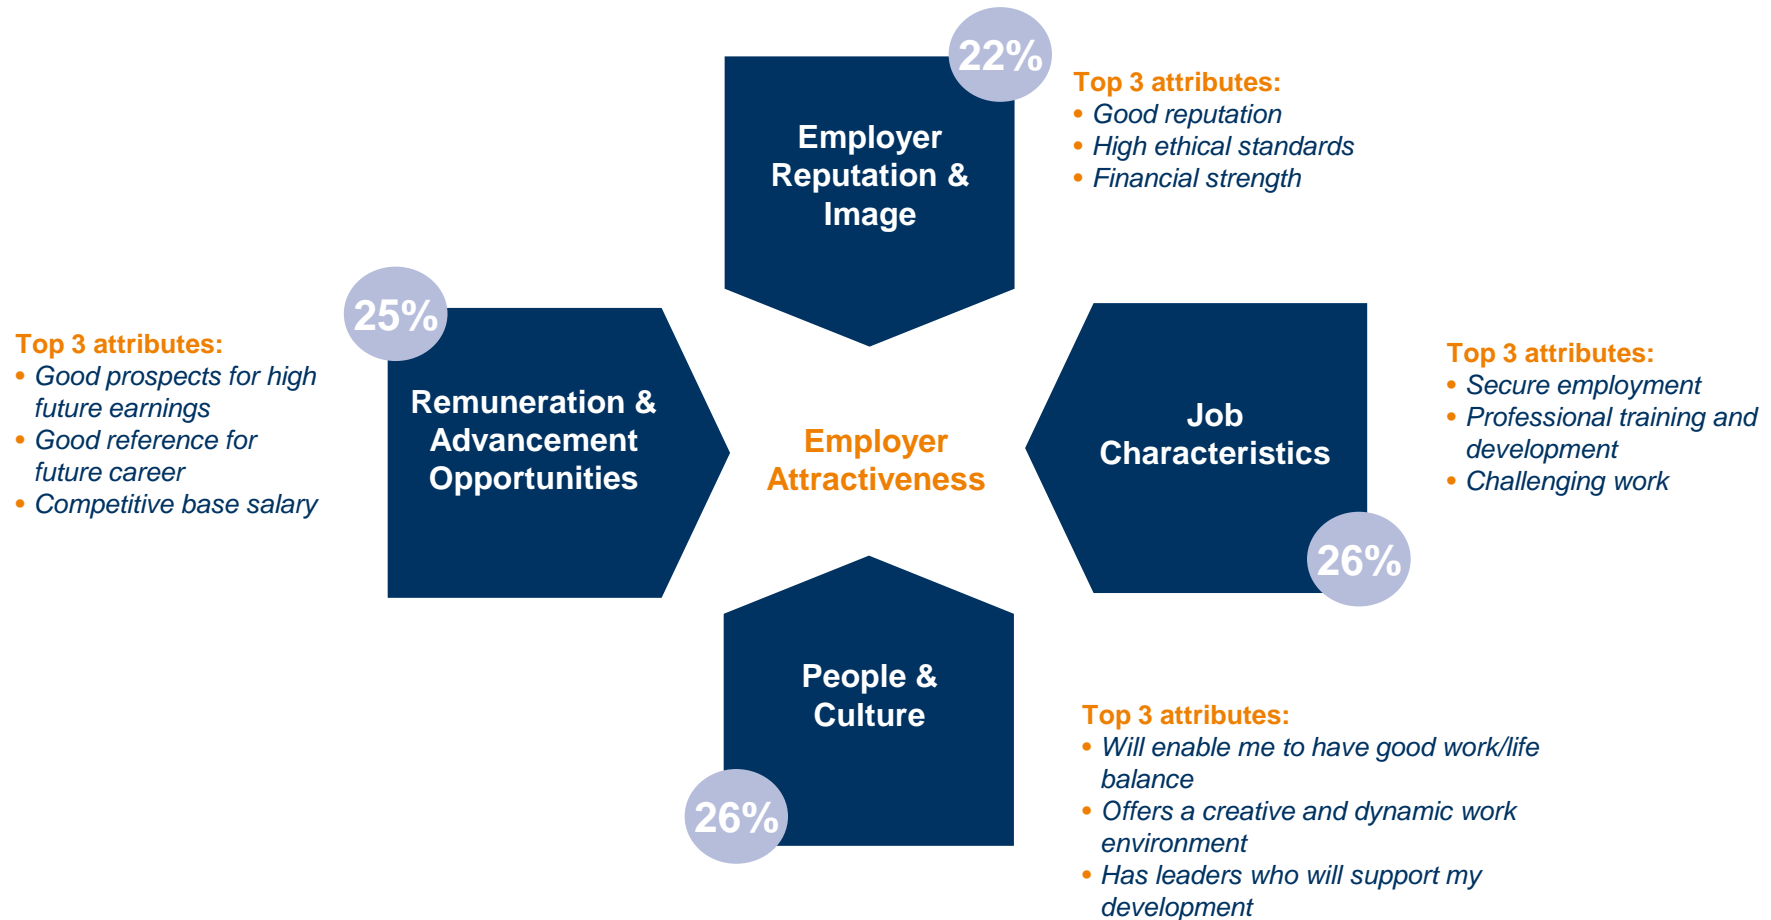 22%
Employer
Reputation &
Image
Top 3 attributes:
• Good reputation
• High ethical standards
• Financial strength
25%
Remuneration &
Advancement
Opportunities
Top 3 attributes:
• Good prospects for high
future earnings
• Good reference for
future career
• Competitive base salary
Employer
Attractiveness
Job
Characteristics
26%
Top 3 attributes:
• Secure employment
• Professional training and
development
• Challenging work
People &
Culture
26%
Top 3 attributes:
• Will enable me to have good work/life
balance
• Offers a creative and dynamic work
environment
• Has leaders who will support my
development